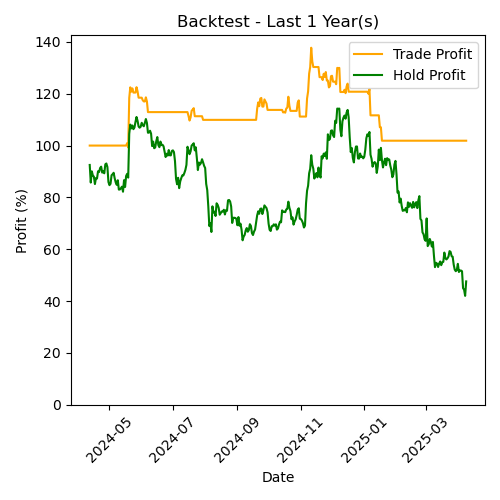 Backtest - Last 1 Year(s)
Trade Profit
Hold Profit
Profit (%)
140
120
100
80
60
40
20
0
2024-05
2024-07
2024-09
2024-11
2025-01
2025-03
Date